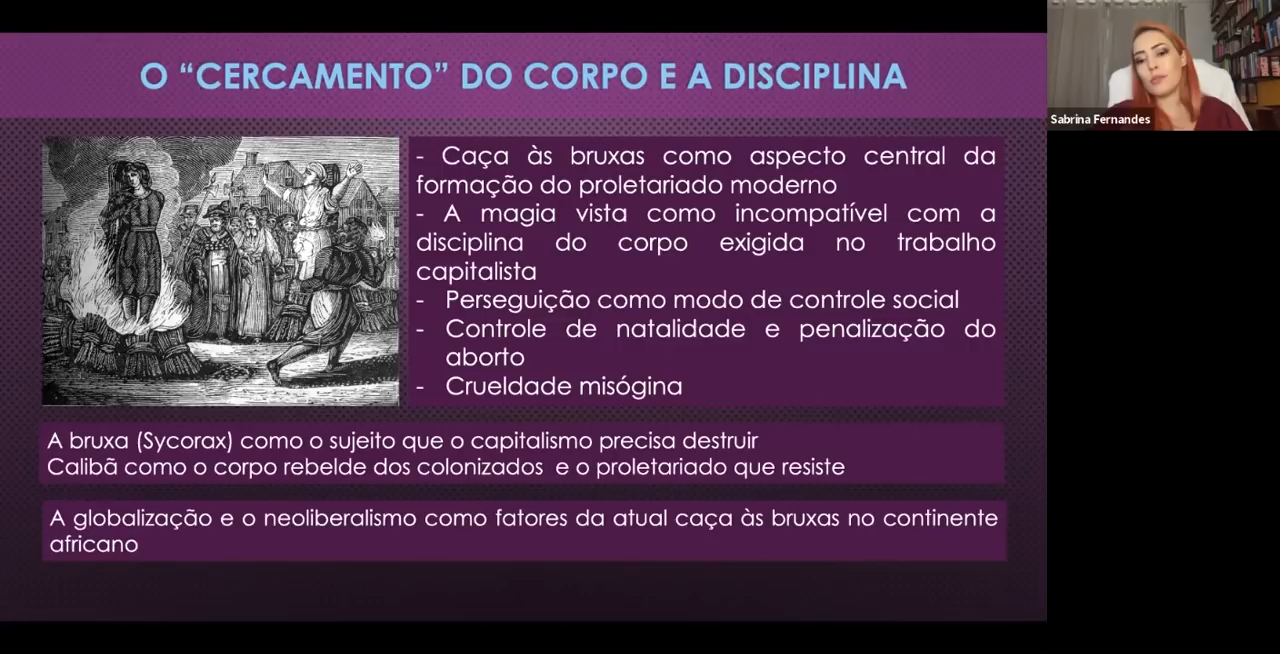 O “CERCAMENTO” DO CORPO E A DISCIPLINA
Sabrina Fernandes
- Caça às bruxas como aspecto central da
formação do proletariado moderno
- A magia vista como incompatível com a
disciplina do corpo exigida no trabalho
capitalista
- Perseguição como modo de controle social
- Controle de natalidade e penalização do
aborto
- Crueldade misógina
A bruxa (Sycorax) como o sujeito que o capitalismo precisa destruir
Calibã como o corpo rebelde dos colonizados e o proletariado que resiste
A globalização e o neoliberalismo como fatores da atual caça às bruxas no continente
africano